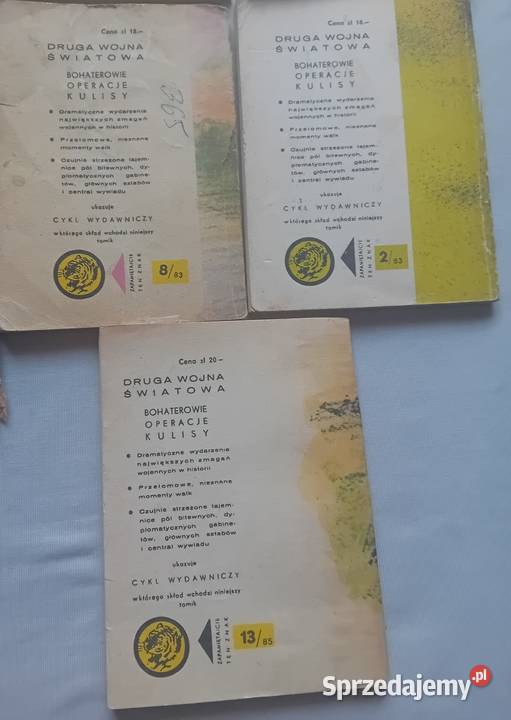 Cena zł 18.—
DRUGA WOJNA
ŚWIATOWA
BOHATEROWIE
OPERACJE
KULISY
Dramatyczne wydarzenia
największych zmagań
wojennych w historii
Przełomowe, nieznane
momenty walk
Czujnie strzeżone tajem-
nice pól bitewnych, dy-
plomatycznych gabine-
tów, głównych sztabów
i central wywiadu
ukazuje
CYKL WYDAWNICZY
w którego skład wchodzi niniejszy
tomik
ZAPAMIĘTAJCIE
TEN ZNAK
8/83
Cena zł 18.—
DRUGA WOJNA
ŚWIATOWA
BOHATEROWIE
OPERACJE
KULISY
Dramatyczne wydarzenia
największych zmagań
wojennych w historii
Przełomowe, nieznane
momenty walk
Czujnie strzeżone tajem-
nice pól bitewnych, dy-
plomatycznych gabine-
tów, głównych sztabów
i central wywiadu
ukazuje
CYKL WYDAWNICZY
w którego skład wchodzi niniejszy
tomik
ZAPAMIĘTAJCIE
TEN ZNAK
2/83
Cena zł 20.—
DRUGA WOJNA
ŚWIATOWA
BOHATEROWIE
OPERACJE
KULISY
Dramatyczne wydarzenia
największych zmagań
wojennych w historii
Przełomowe, nieznane
momenty walk
Czujnie strzeżone tajem-
nice pól bitewnych, dy-
plomatycznych gabine-
tów, głównych sztabów
i central wywiadu
ukazuje
CYKL WYDAWNICZY
w którego skład wchodzi niniejszy
tomik
ZAPAMIĘTAJCIE
TEN ZNAK
13/85
Sprzedajemy.pl